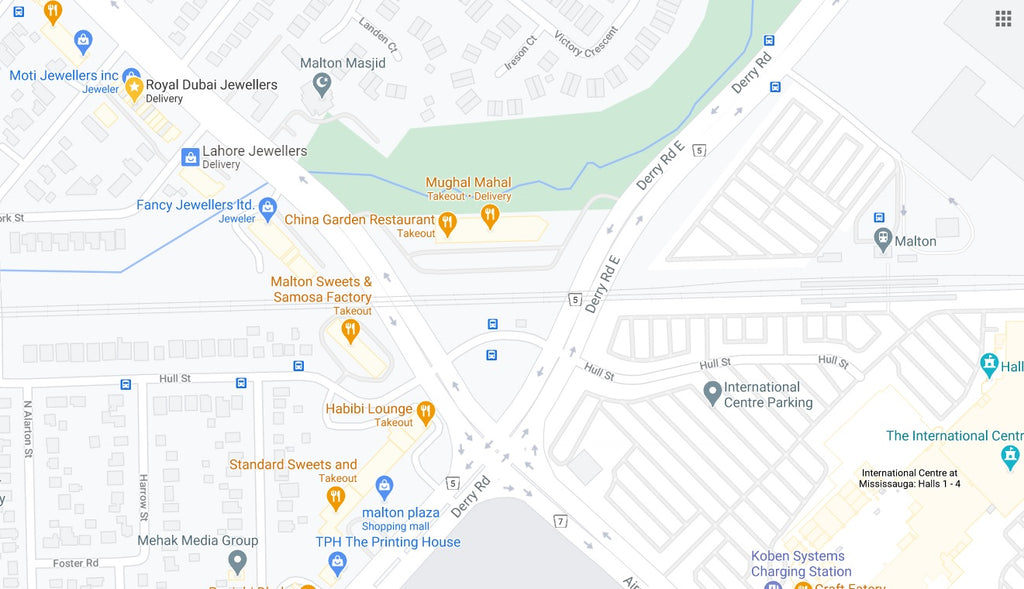 Landen Ct
Ireson Ct
Victory Crescent
Malton Masjid
Derry Rd
Moti Jewellers inc
Jeweler
Royal Dubai Jewellers
Delivery
Lahore Jewellers
Delivery
5
Derry Rd E
Mughal Mahal
Takeout · Delivery
Fancy Jewellers ltd.
Jeweler
ork St
China Garden Restaurant
Takeout
Malton
Malton Sweets &
Samosa Factory
Takeout
5
Derry Rd E
Hull St
Hull St
Hull St
Hall
International
Centre Parking
N Alarton St
Habibi Lounge
Takeout
The International Centr
Standard Sweets and
Takeout
International Centre at
Mississauga: Halls 1 - 4
5
Derry Rd
Harrow St
y
malton plaza
Shopping mall
7
Mehak Media Group
TPH The Printing House
Foster Rd
Koben Systems
Charging Station
Air
Craft Eatery